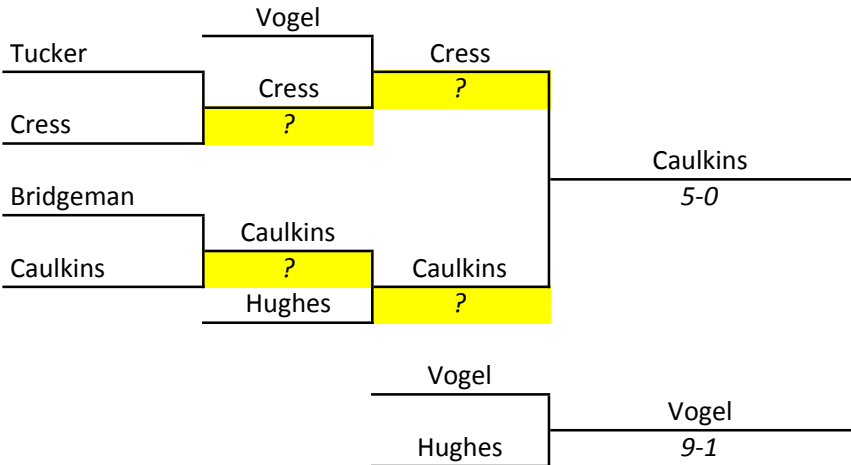 Vogel
Tucker
Cress
Cress
?
Cress
?
Caulkins
5-0
Bridgeman
Caulkins
Caulkins
?
Caulkins
Hughes
?
Vogel
Vogel
Hughes
9-1